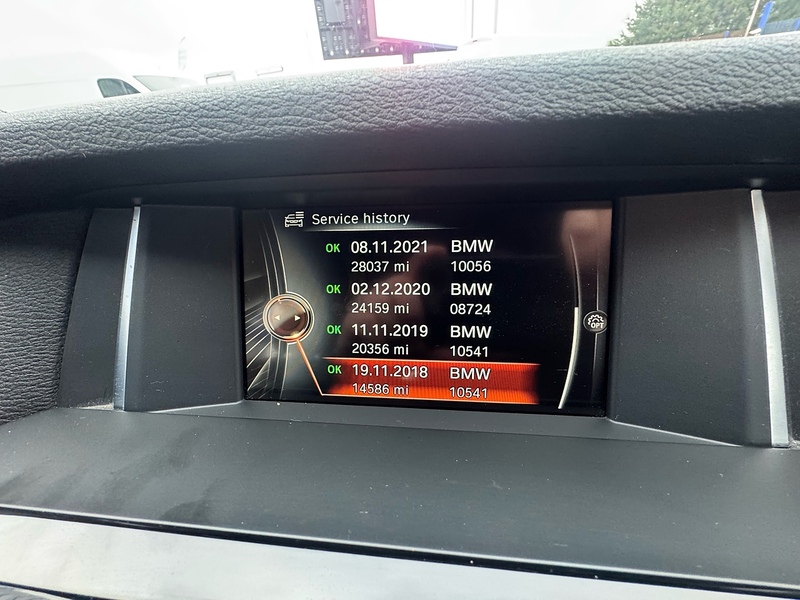 Service history
OK 08.11.2021 BMW
28037 mi 10056
OK 02.12.2020 BMW
24159 mi 08724
OK 11.11.2019 BMW
20356 mi 10541
OK 19.11.2018 BMW
14586 mi 10541
OPT